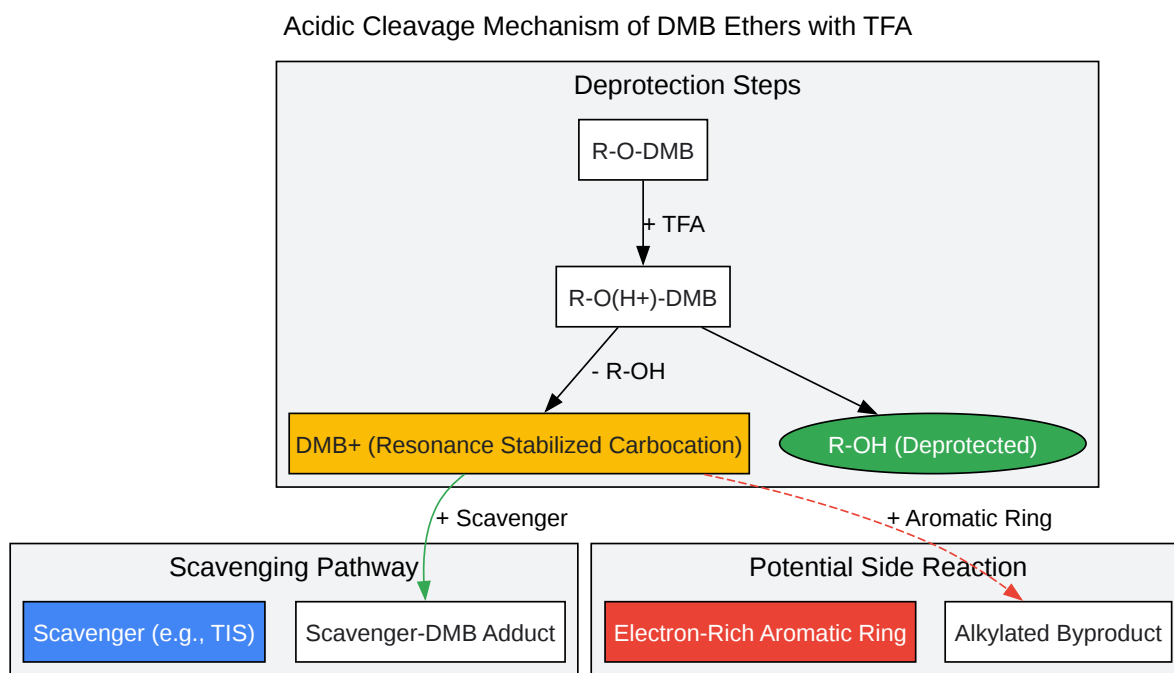 Acidic Cleavage Mechanism of DMB Ethers with TFA
Deprotection Steps
R-O-DMB
+ TFA
R-O(H+)-DMB
- R-OH
DMB+ (Resonance Stabilized Carbocation)
R-OH (Deprotected)
+ Scavenger
+ Aromatic Ring
Scavenging Pathway
Potential Side Reaction
Scavenger (e.g., TIS)
Scavenger-DMB Adduct
Electron-Rich Aromatic Ring
Alkylated Byproduct